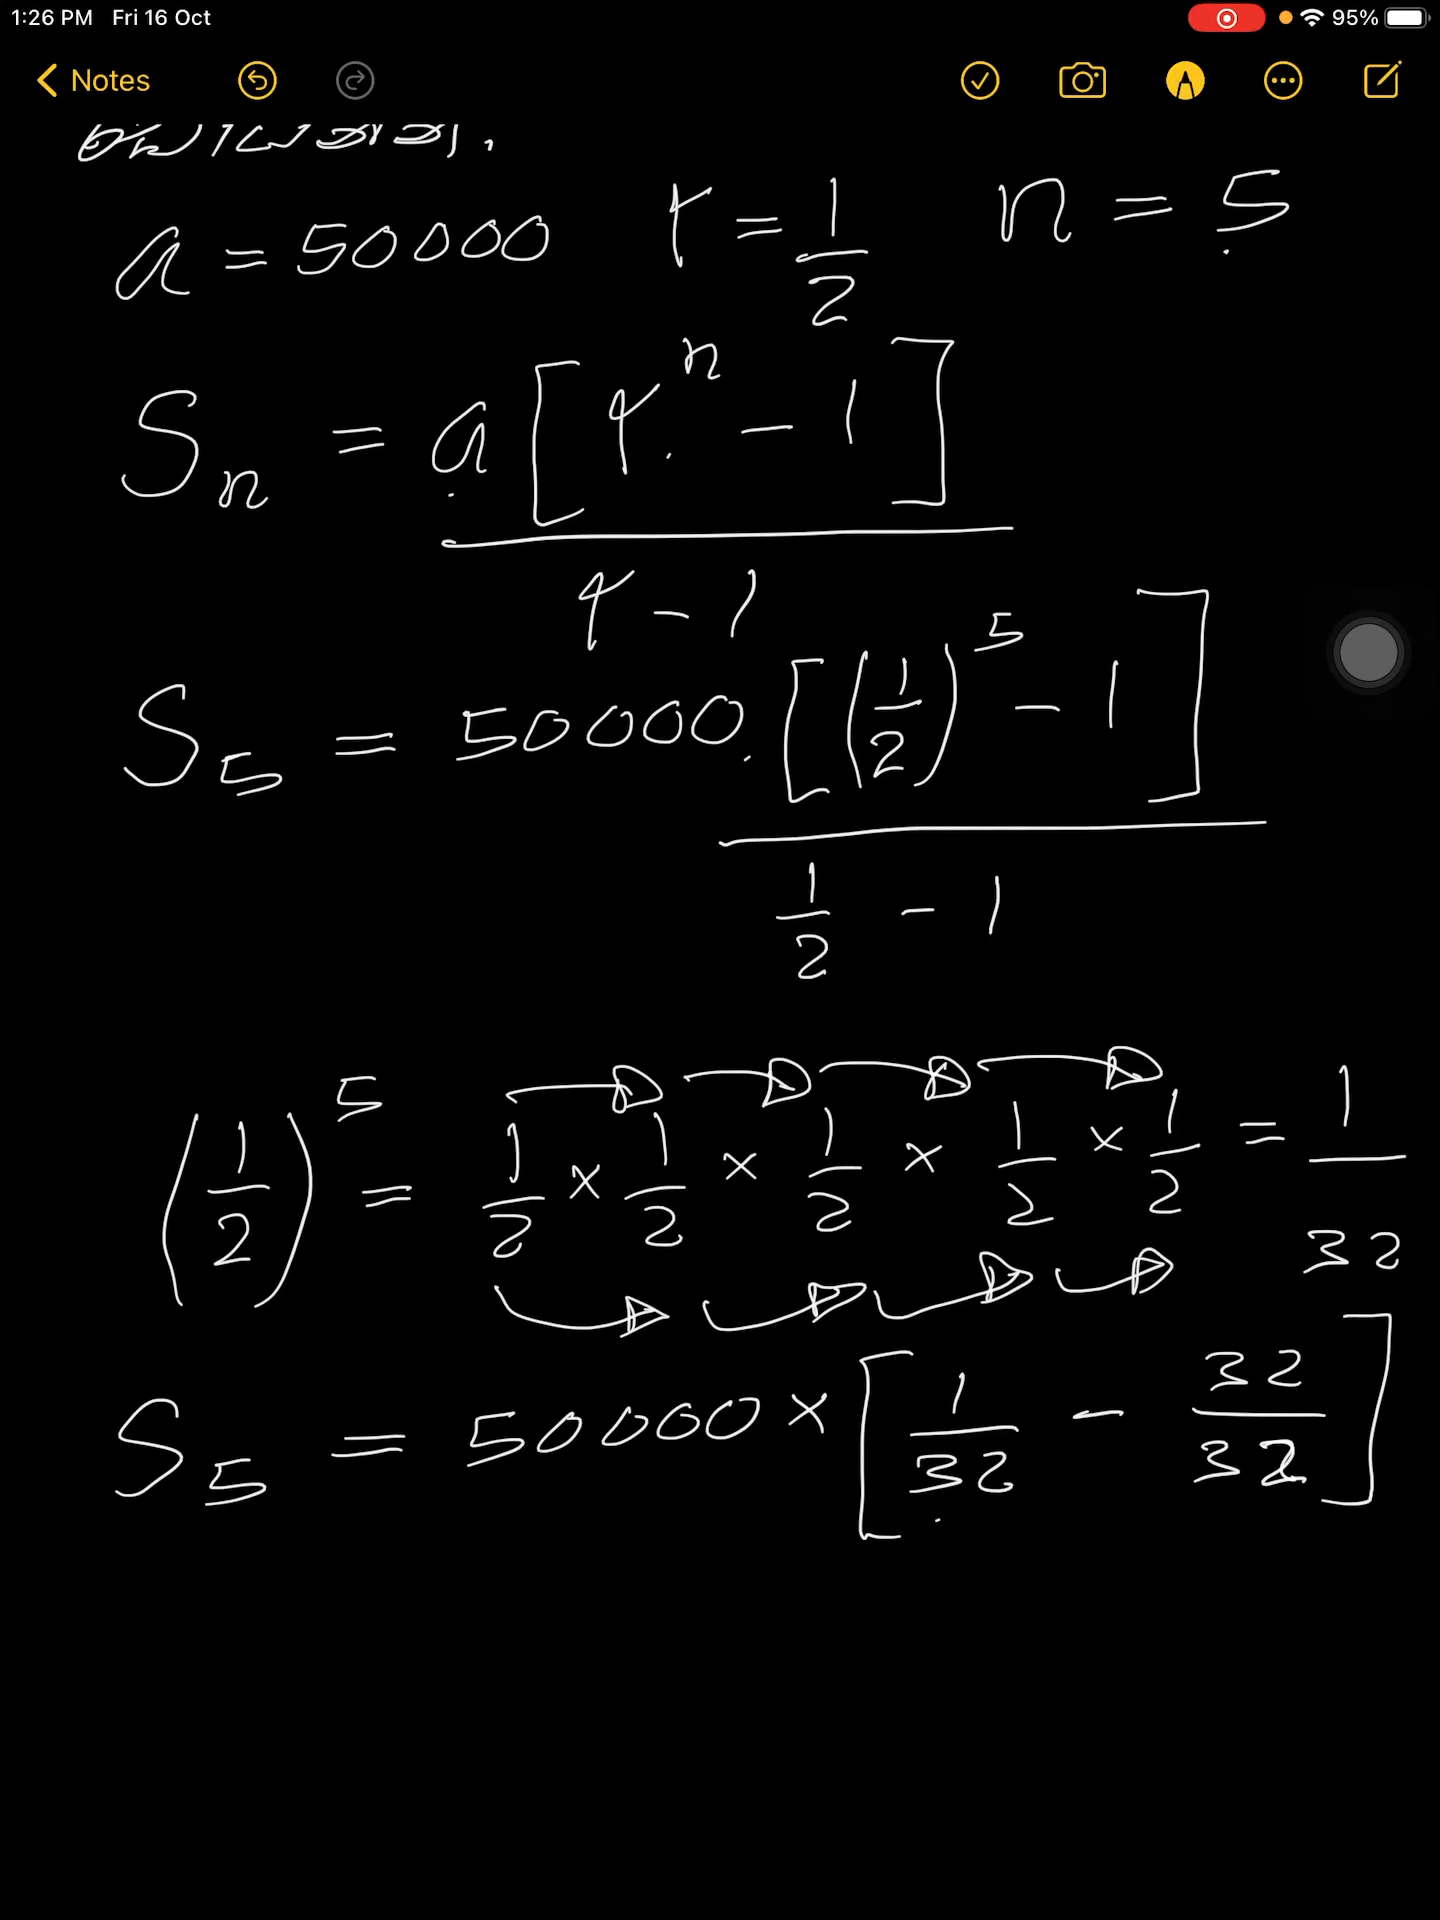 1:26 PM Fri 16 Oct 95%
Notes
a = 50000 r = 1/2 n = 5
Sn = a[r^n - 1]
r - 1
S5 = 50000[(1/2)^5 - 1]
1/2 - 1
(1/2)^5 = 1/2 × 1/2 × 1/2 × 1/2 × 1/2 = 1/32
S5 = 50000 × [1/32 - 32/32]